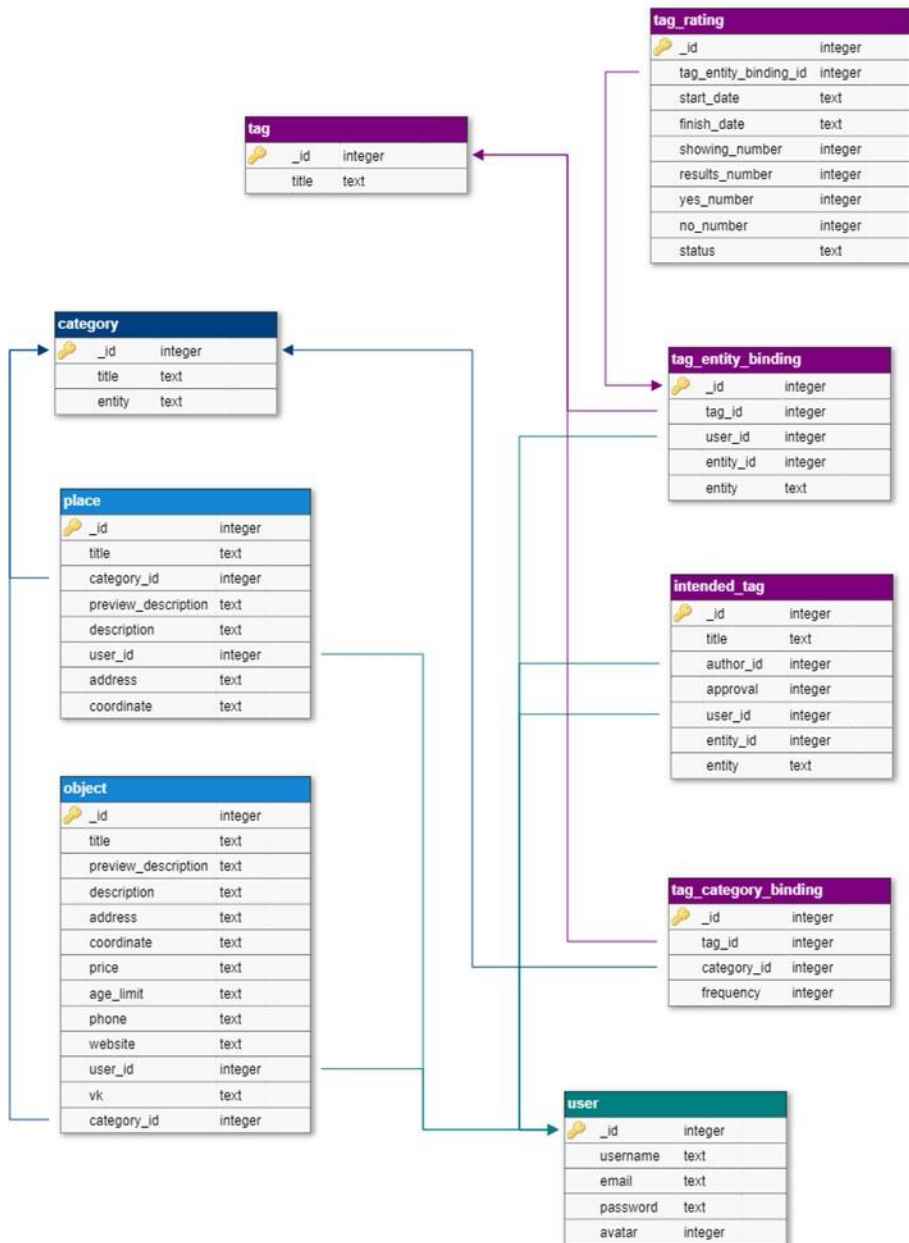 tag_rating
_id integer
tag_entity_binding_id integer
start_date text
finish_date text
showing_number integer
results_number integer
yes_number integer
no_number integer
status text
tag
_id integer
title text
category
_id integer
title text
entity text
tag_entity_binding
_id integer
tag_id integer
user_id integer
entity_id integer
entity text
place
_id integer
title text
category_id integer
preview_description text
description text
user_id integer
address text
coordinate text
intended_tag
_id integer
title text
author_id integer
approval integer
user_id integer
entity_id integer
entity text
object
_id integer
title text
preview_description text
description text
address text
coordinate text
price text
age_limit text
phone text
website text
user_id integer
vk text
category_id integer
tag_category_binding
_id integer
tag_id integer
category_id integer
frequency integer
user
_id integer
username text
email text
password text
avatar integer